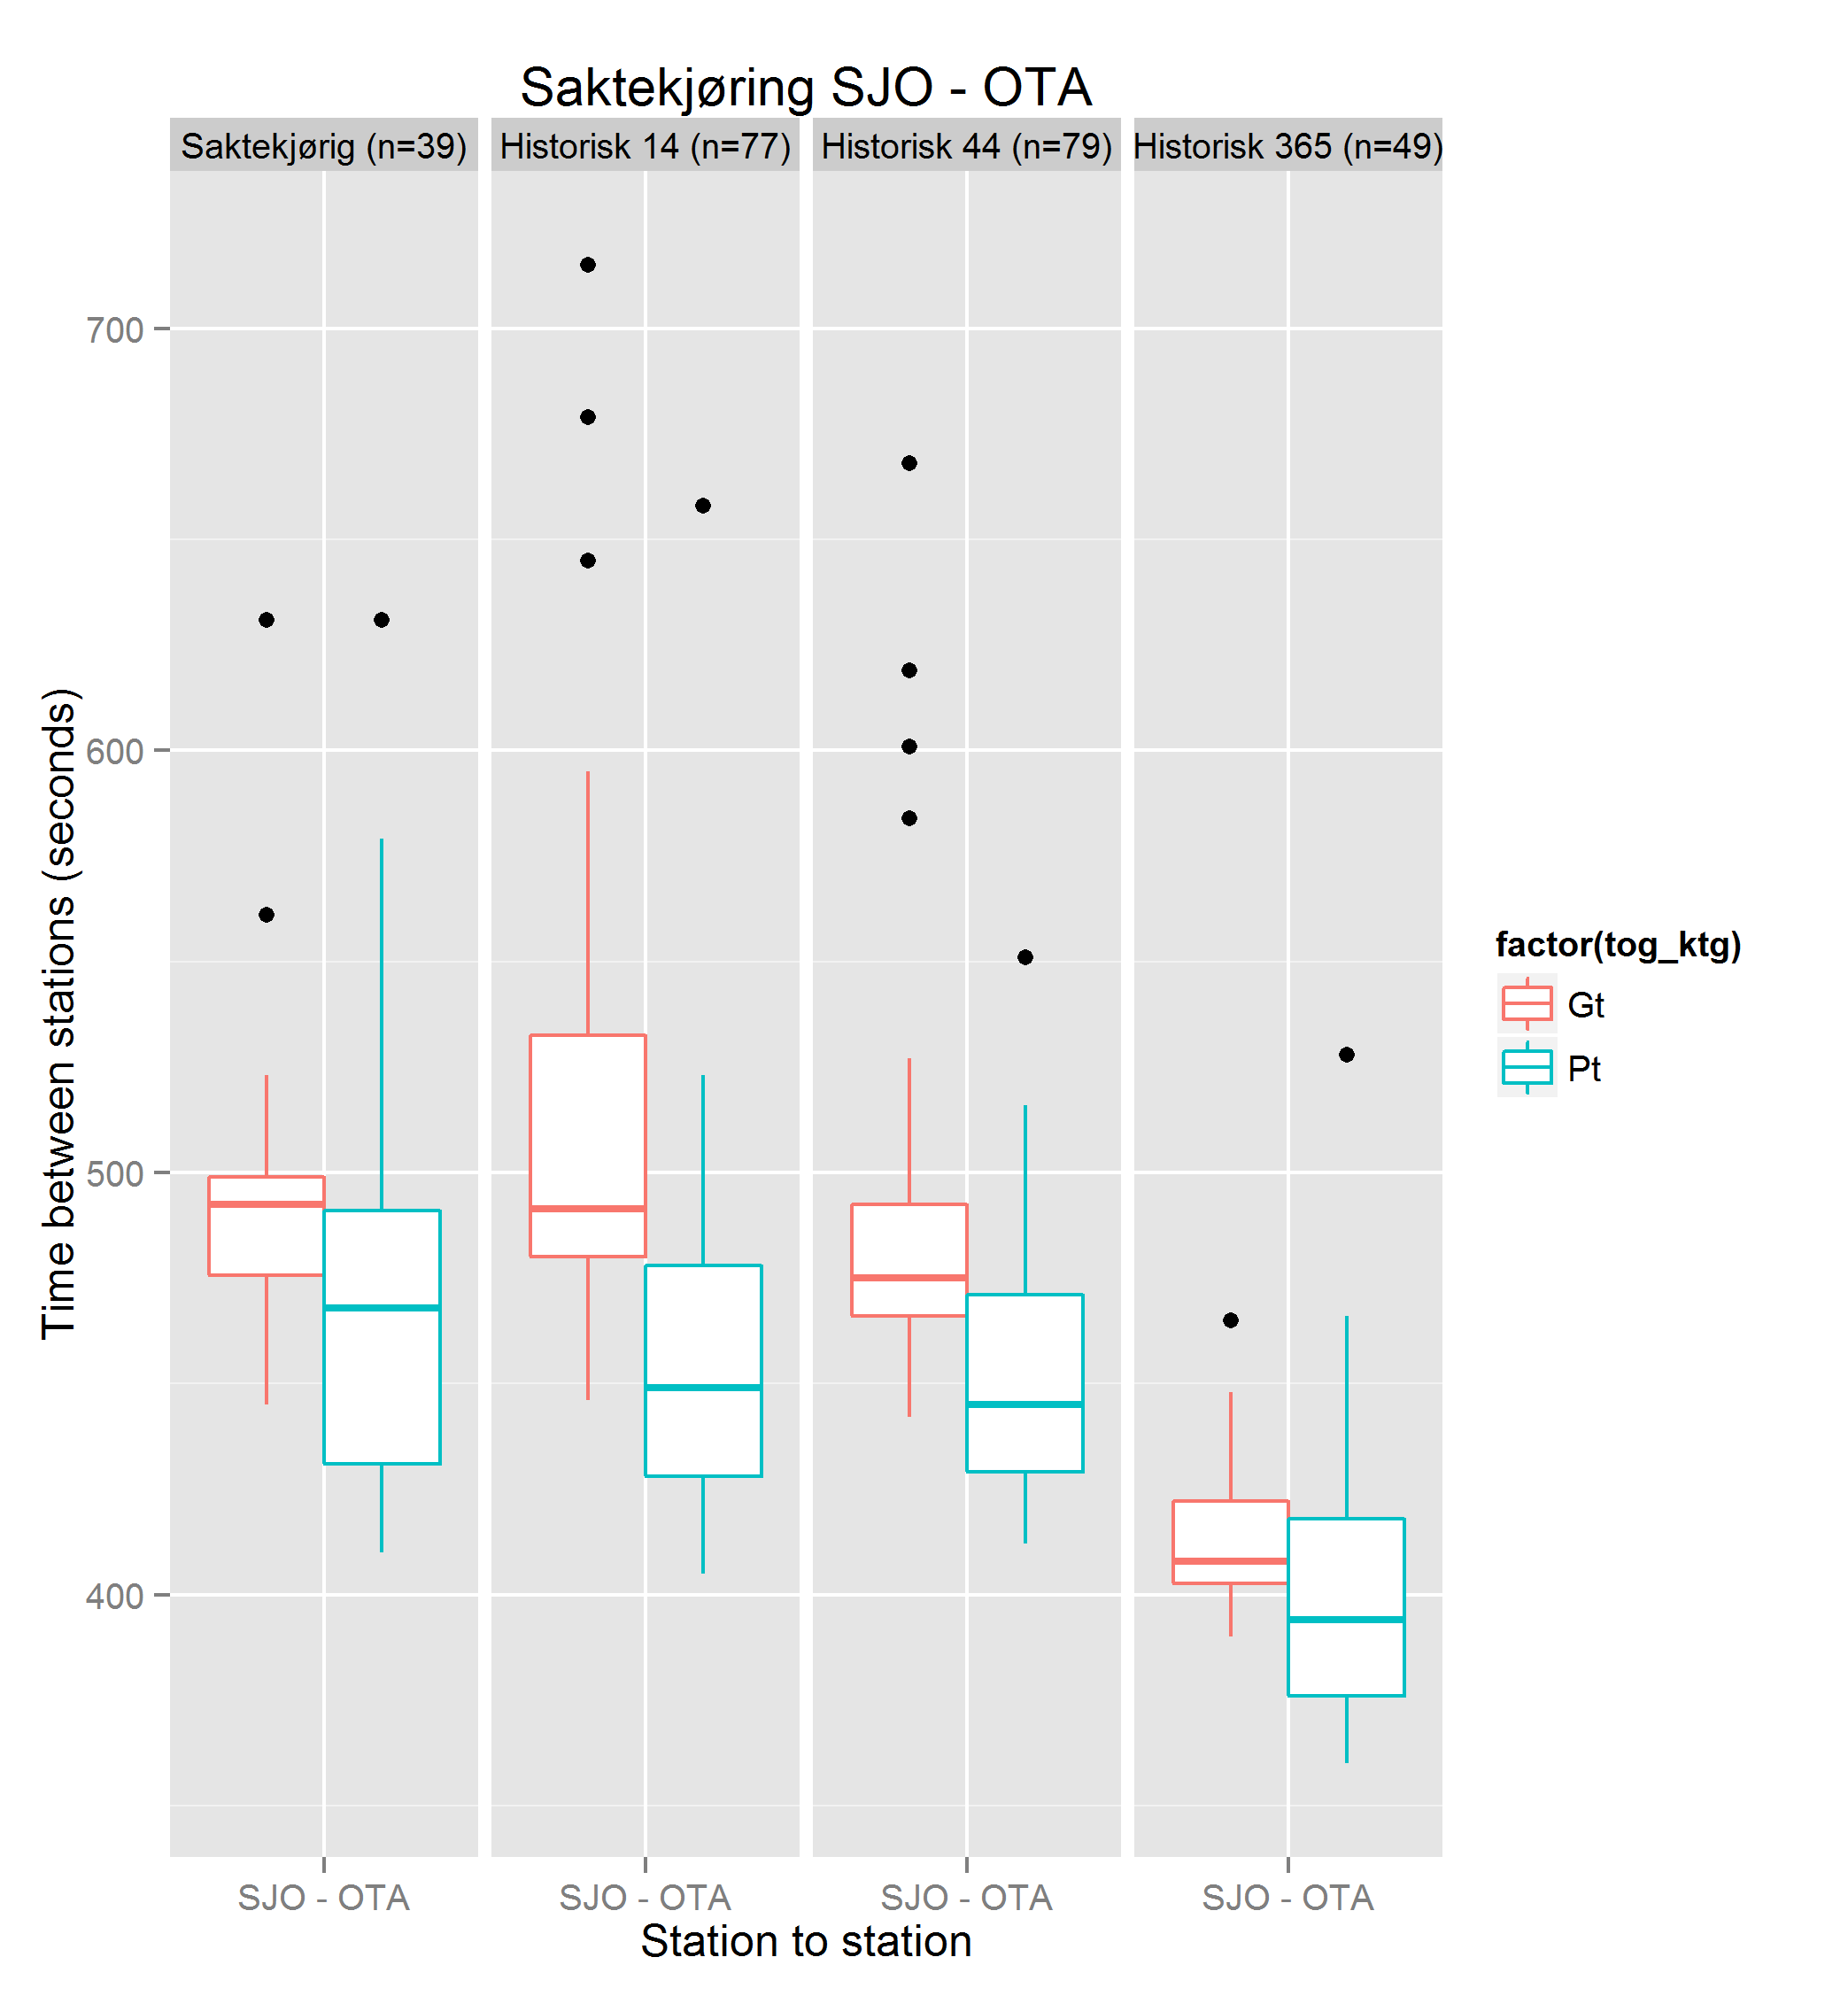 Saktekjøring SJO - OTA
Saktekjørig (n=39)
Historisk 14 (n=77)
Historisk 44 (n=79)
Historisk 365 (n=49)
Time between stations (seconds)
700
600
500
400
SJO - OTA
SJO - OTA
SJO - OTA
SJO - OTA
Station to station
factor(tog_ktg)
Gt
Pt